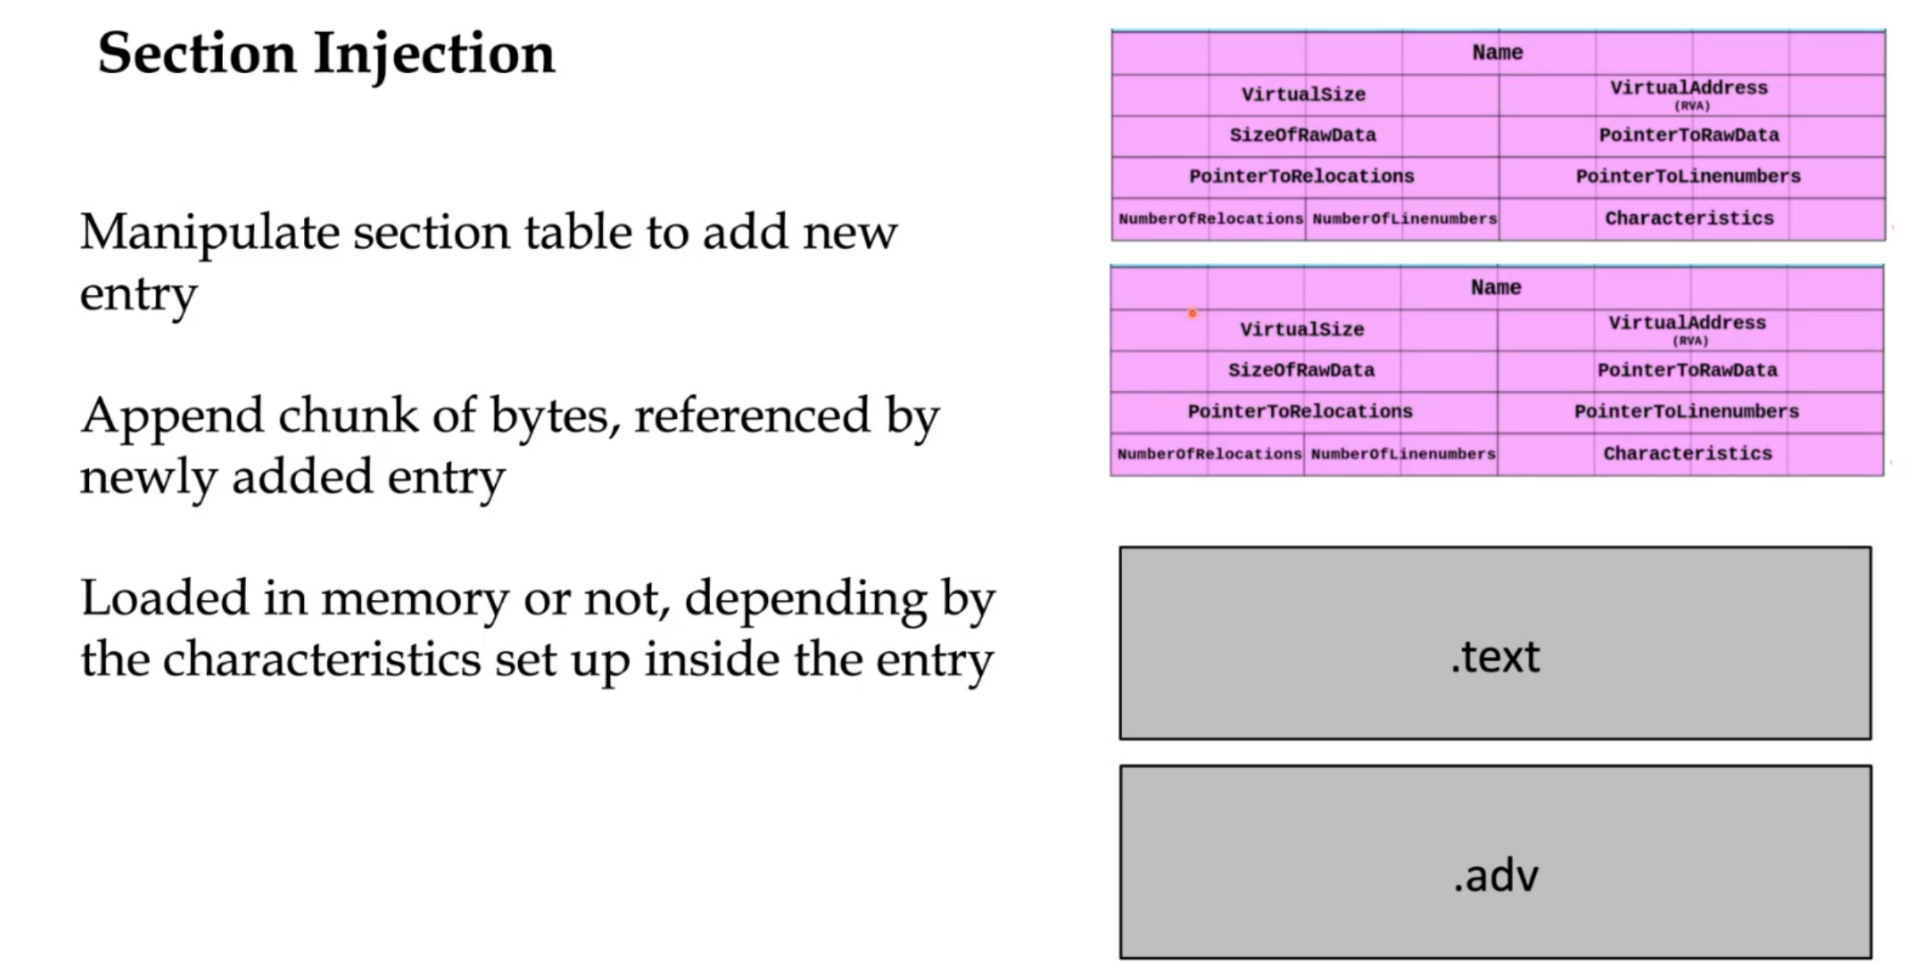 Section Injection
Manipulate section table to add new
entry
Append chunk of bytes, referenced by
newly added entry
Loaded in memory or not, depending by
the characteristics set up inside the entry
Name
VirtualSize
VirtualAddress
(RVA)
SizeOfRawData
PointerToRawData
PointerToRelocations
PointerToLinenumbers
NumberOfRelocations
NumberOfLinenumbers
Characteristics
Name
VirtualSize
VirtualAddress
(RVA)
SizeOfRawData
PointerToRawData
PointerToRelocations
PointerToLinenumbers
NumberOfRelocations
NumberOfLinenumbers
Characteristics
.text
.adv